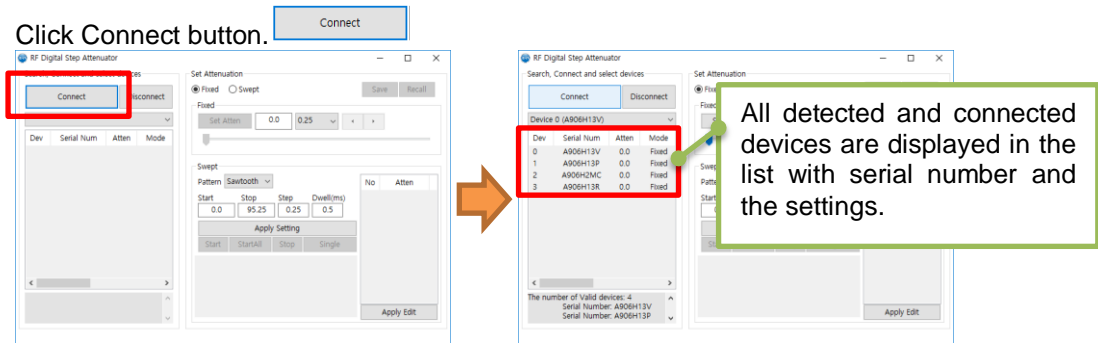 Click Connect button.
Connect
RF Digital Step Attenuator
Search, Connect and select devices
Connect
Disconnect
Dev Serial Num Atten Mode
Set Attenuation
Fixed Swept
Save Recall
Fixed
Set Atten 0.0 0.25
Swept
Pattern Sawtooth
Start Stop Step Dwell(ms)
0.0 95.25 0.25 0.5
Apply Setting
Start StartAll Stop Single
No Atten
Apply Edit
RF Digital Step Attenuator
Search, Connect and select devices
Connect Disconnect
Device 0 (A906H13V)
Dev Serial Num Atten Mode
0 A906H13V 0.0 Fixed
1 A906H13P 0.0 Fixed
2 A906H2MC 0.0 Fixed
3 A906H13R 0.0 Fixed
The number of Valid devices: 4
Serial Number: A906H13V
Serial Number: A906H13P
Set Attenuation
All detected and connected
devices are displayed in the
list with serial number and
the settings.
Apply Edit